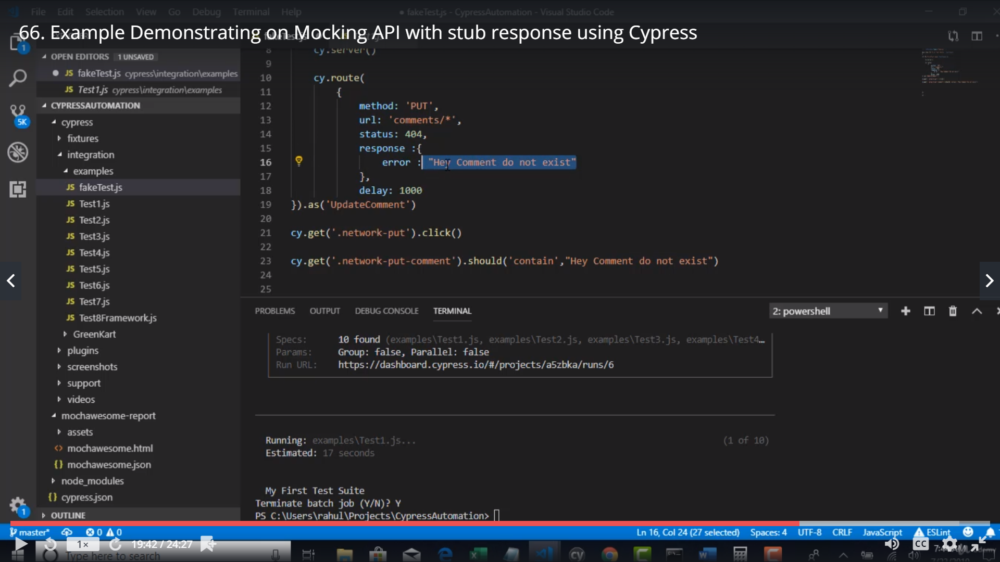 File Edit Selection View Go Debug Terminal Help
● fakeTest.js - CypressAutomation - Visual Studio Code
66. Example Demonstrating on Mocking API with stub response using Cypress
1
OPEN EDITORS 1 UNSAVED
● JS fakeTest.js cypress\integration\examples
JS Test1.js cypress\integration\examples
CYPRESSAUTOMATION
5K
cypress
fixtures
integration
examples
JS fakeTest.js
JS Test1.js
JS Test2.js
JS Test3.js
JS Test4.js
JS Test5.js
JS Test6.js
JS Test7.js
JS Test8Framework.js
GreenKart
plugins
screenshots
support
videos
mochawesome-report
assets
<> mochawesome.html
{} mochawesome.json
node_modules
{} cypress.json
1
OUTLINE
8 cy.server()
9
10 cy.route(
11 {
12 method: 'PUT',
13 url: 'comments/*',
14 status: 404,
15 response :{
16 error : "Hey Comment do not exist"
17 },
18 delay: 1000
19 }).as('UpdateComment')
20
21 cy.get('.network-put').click()
22
23 cy.get('.network-put-comment').should('contain',"Hey Comment do not exist")
24
25
PROBLEMS OUTPUT DEBUG CONSOLE TERMINAL 2: powershell
Specs: 10 found (examples\Test1.js, examples\Test2.js, examples\Test3.js, examples\Test4…
Params: Group: false, Parallel: false
Run URL: https://dashboard.cypress.io/#/projects/a5zbka/runs/6
Running: examples\Test1.js... (1 of 10)
Estimated: 17 seconds
My First Test Suite
Terminate batch job (Y/N)? Y
PS C:\Users\rahul\Projects\CypressAutomation>
master* 0 0 Ln 16, Col 24 (27 selected) Spaces: 4 UTF-8 CRLF JavaScript ESLint
1× 19:42 / 24:27 CC
Type here to search